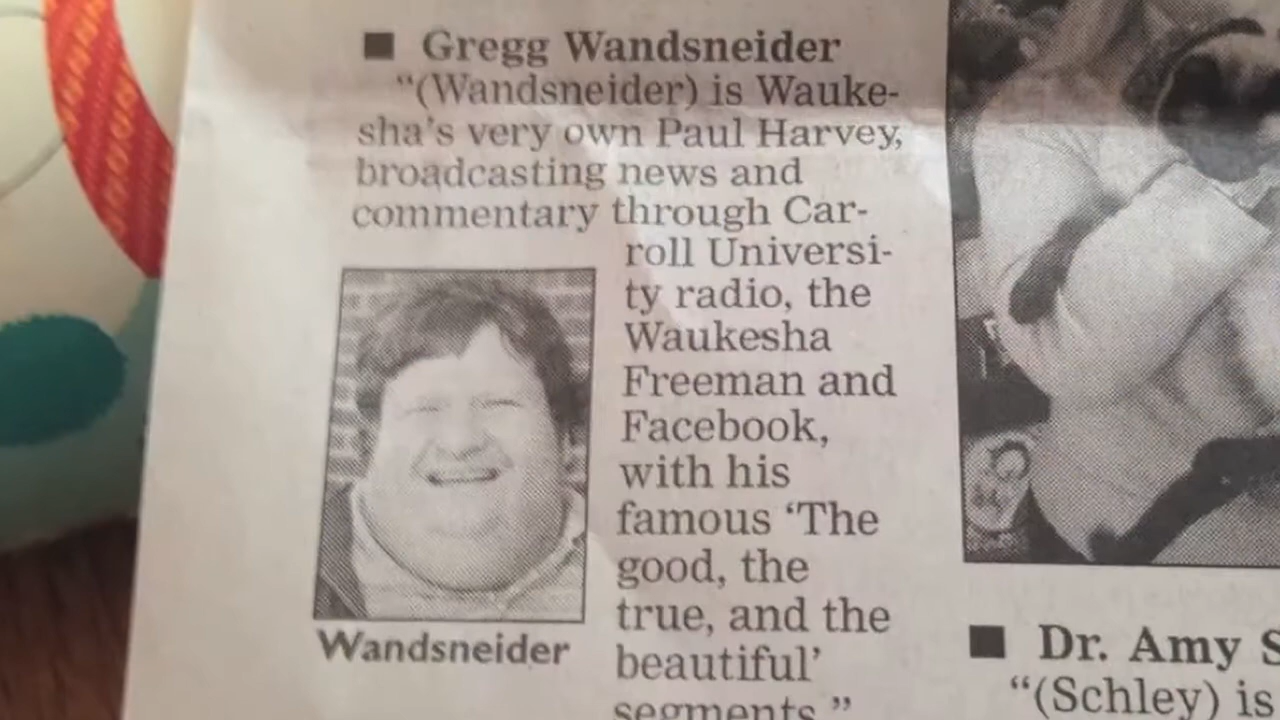 ■ Gregg Wandsneider
“(Wandsneider) is Wauke-
sha’s very own Paul Harvey,
broadcasting news and
commentary through Car-
roll Universi-
ty radio, the
Waukesha
Freeman and
Facebook,
with his
famous ‘The
good, the
true, and the
beautiful’
segments.”
Wandsneider
■ Dr. Amy S
“(Schley) is